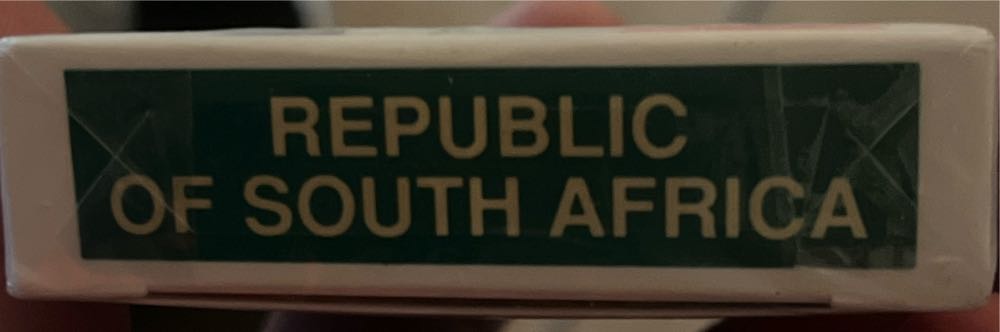 REPUBLIC
OF SOUTH AFRICA